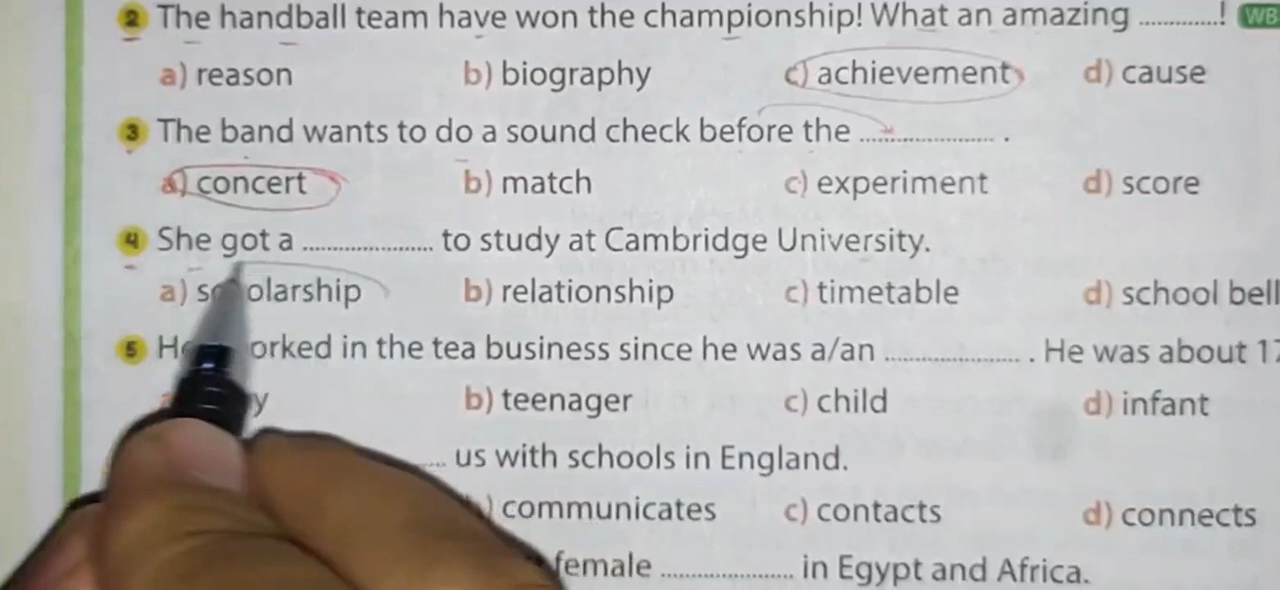 2 The handball team have won the championship! What an amazing ............! WB
a) reason b) biography c) achievement d) cause
3 The band wants to do a sound check before the .................... .
a) concert b) match c) experiment d) score
4 She got a .................... to study at Cambridge University.
a) scholarship b) relationship c) timetable d) school bell
5 in the tea business since he was a/an .................... . He was about 17
b) teenager c) child d) infant
.... us with schools in England.
communicates c) contacts d) connects
female .................... in Egypt and Africa.